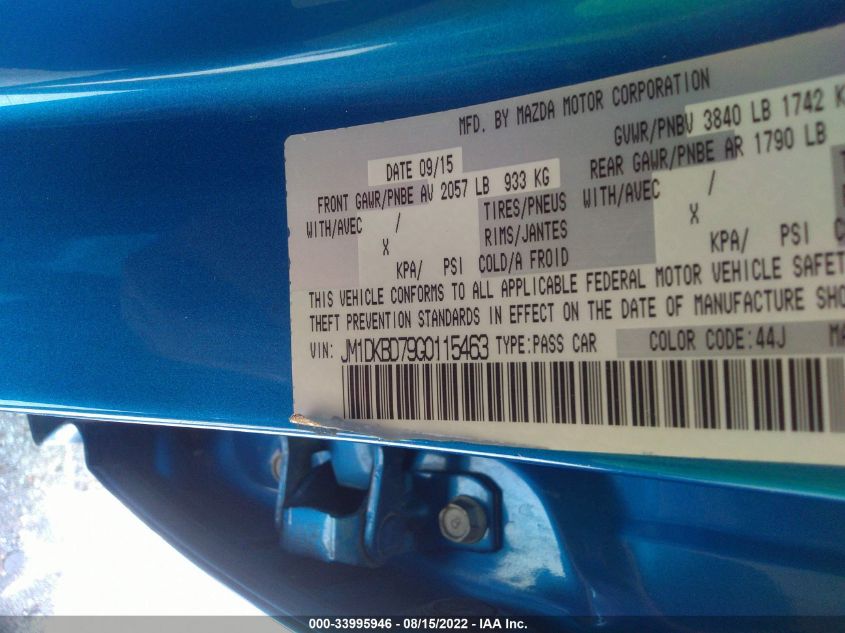 MFD. BY MAZDA MOTOR CORPORATION
DATE 09/15 GVWR/PNBV 3840 LB 1742 K
FRONT GAWR/PNBE AV 2057 LB 933 KG REAR GAWR/PNBE AR 1790 LB
WITH/AVEC / TIRES/PNEUS WITH/AVEC /
X RIMS/JANTES X
KPA/ PSI COLD/A FROID KPA/ PSI
THIS VEHICLE CONFORMS TO ALL APPLICABLE FEDERAL MOTOR VEHICLE SAFET
THEFT PREVENTION STANDARDS IN EFFECT ON THE DATE OF MANUFACTURE SHO
VIN: JM1DKBD79G0115463 TYPE:PASS CAR COLOR CODE:44J MA
000-33995946 - 08/15/2022 - IAA Inc.